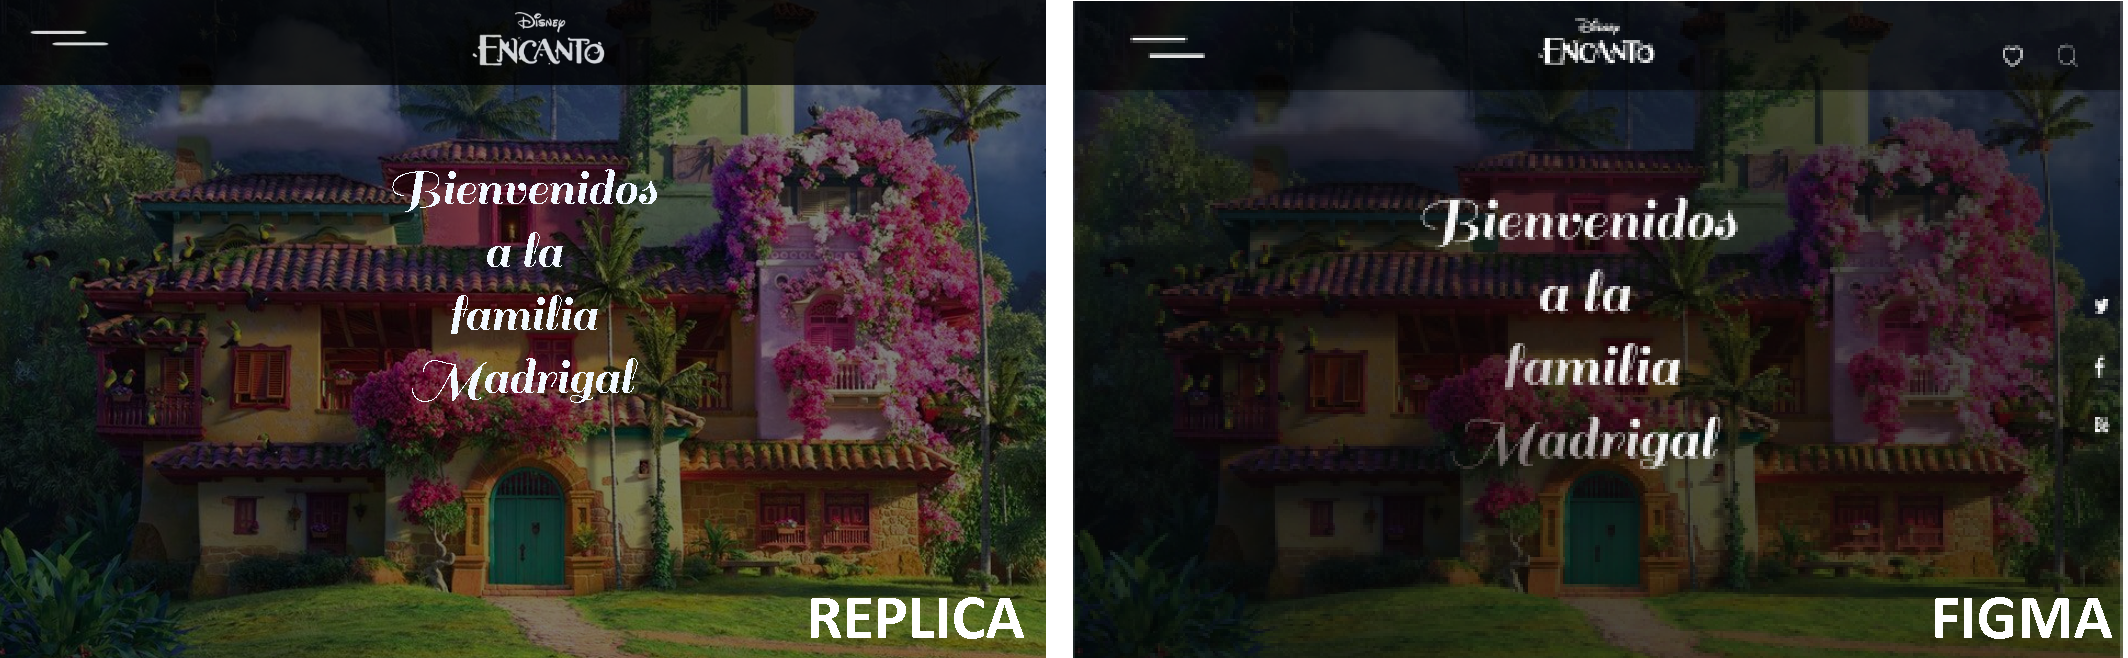 Disney
ENCANTO
Bienvenidos
a la
familia
Madrigal
REPLICA
Disney
ENCANTO
Bienvenidos
a la
familia
Madrigal
FIGMA